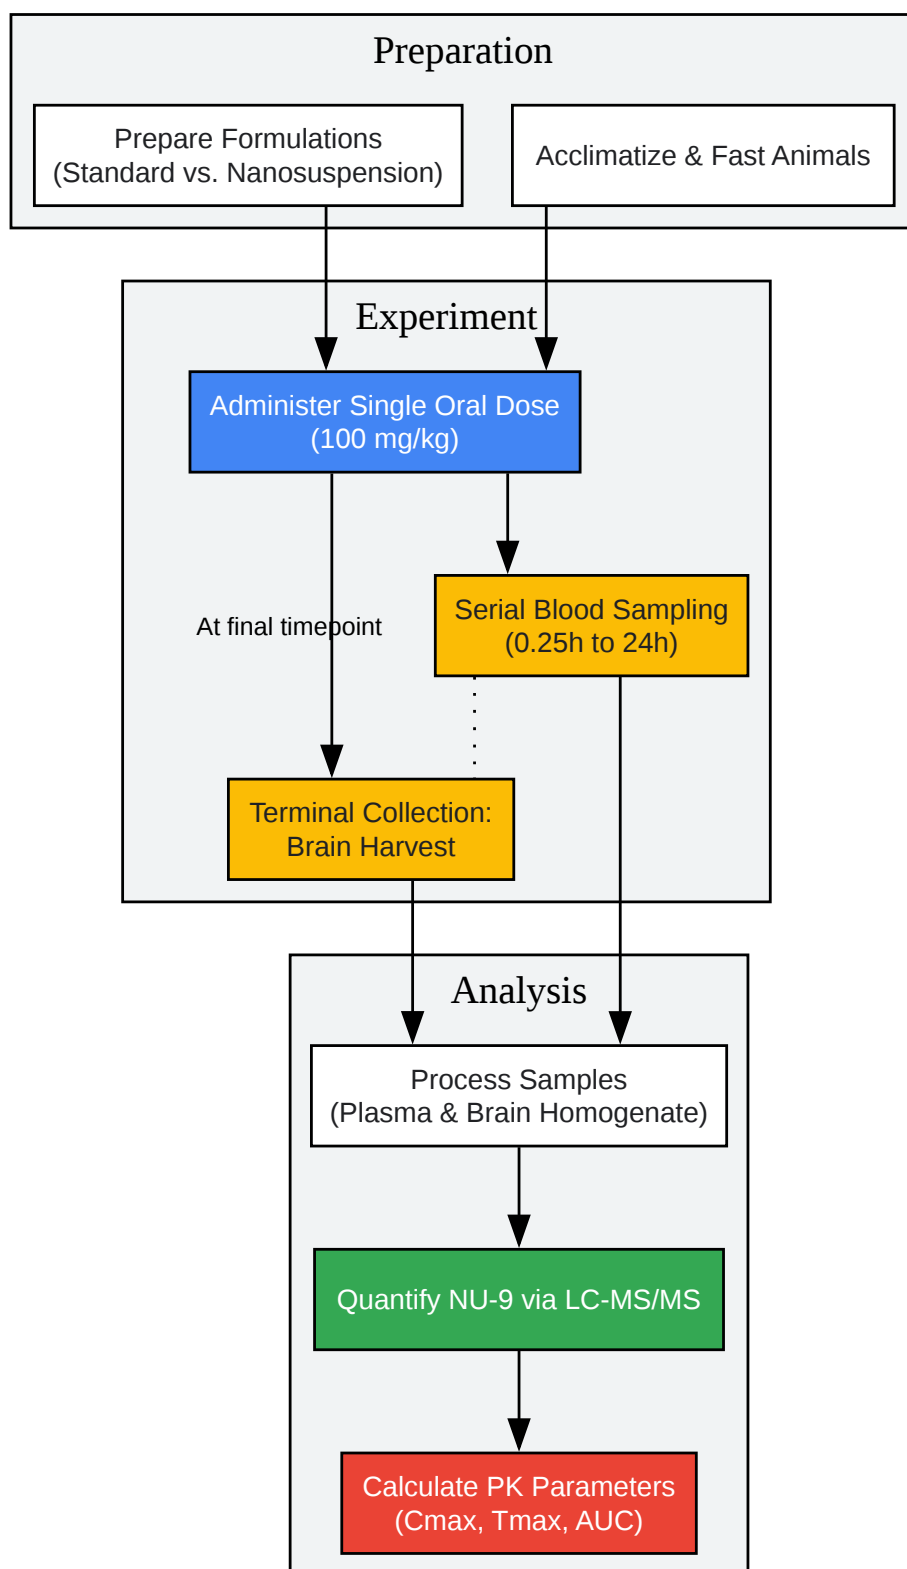 Preparation
Prepare Formulations
(Standard vs. Nanosuspension)
Acclimatize & Fast Animals
Experiment
Administer Single Oral Dose
(100 mg/kg)
Serial Blood Sampling
(0.25h to 24h)
At final timepoint
Terminal Collection:
Brain Harvest
Analysis
Process Samples
(Plasma & Brain Homogenate)
Quantify NU-9 via LC-MS/MS
Calculate PK Parameters
(Cmax, Tmax, AUC)